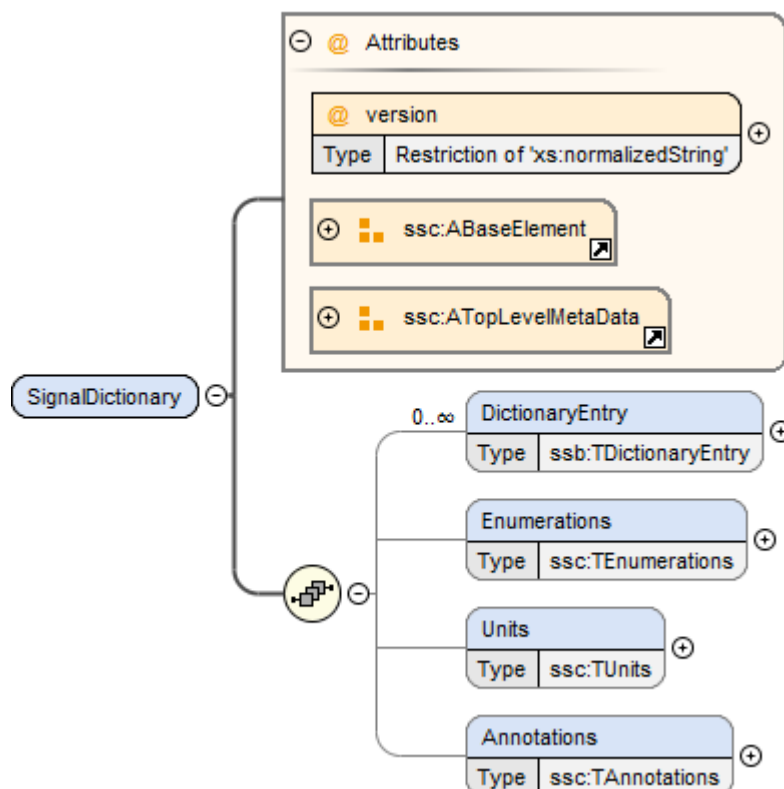 @ Attributes
@ version
Type Restriction of 'xs:normalizedString'
ssc:ABaseElement
ssc:ATopLevelMetaData
SignalDictionary
0..∞
DictionaryEntry
Type ssb:TDictionaryEntry
Enumerations
Type ssc:TEnumerations
Units
Type ssc:TUnits
Annotations
Type ssc:TAnnotations